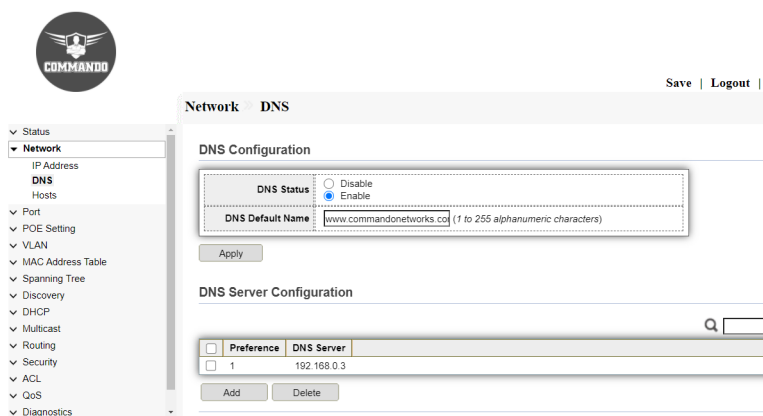 COMMANDO
Save | Logout |
Network DNS
Status
Network
IP Address
DNS
Hosts
Port
POE Setting
VLAN
MAC Address Table
Spanning Tree
Discovery
DHCP
Multicast
Routing
Security
ACL
QoS
Diagnostics
DNS Configuration
DNS Status
Disable
Enable
DNS Default Name www.commandonetworks.co (1 to 255 alphanumeric characters)
Apply
DNS Server Configuration
Preference DNS Server
1 192.168.0.3
Add Delete